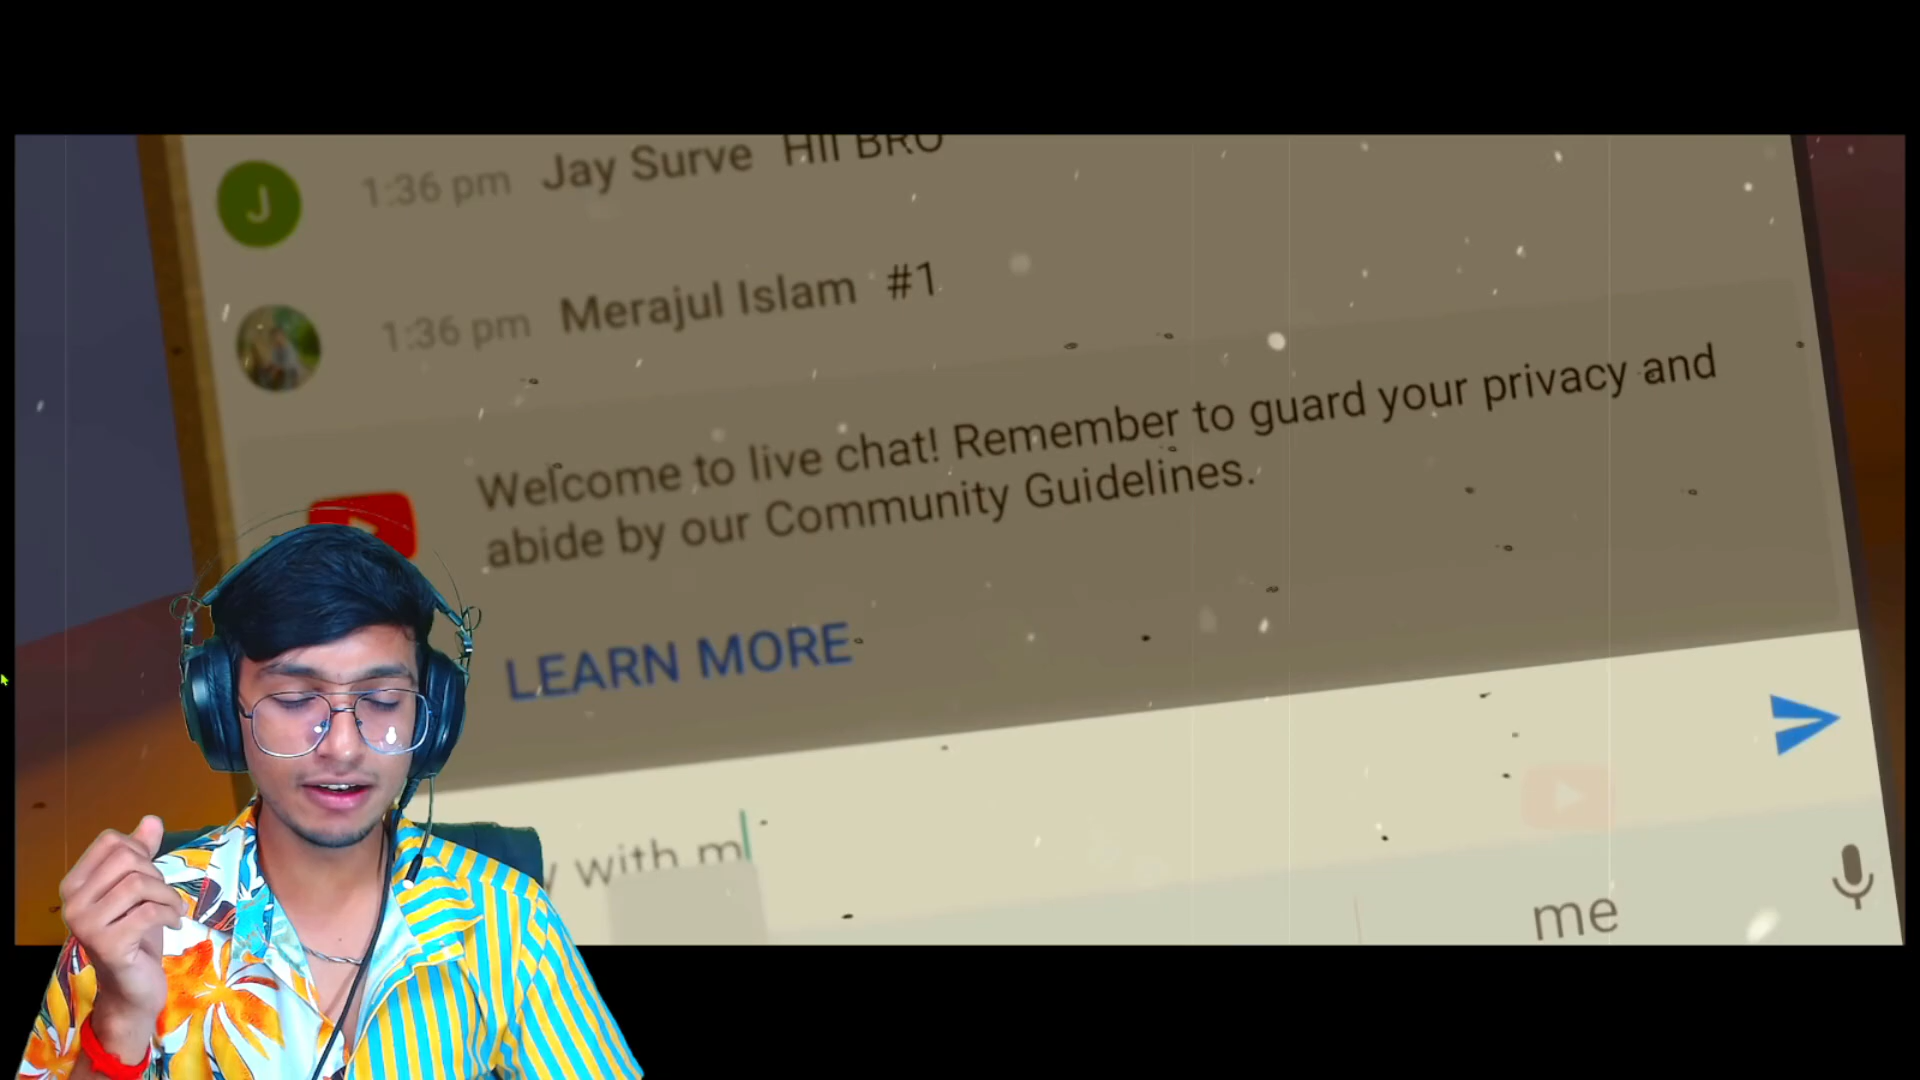 J 1:36 pm Jay Surve HII BRO
1:36 pm Merajul Islam #1
Welcome to live chat! Remember to guard your privacy and
abide by our Community Guidelines.
LEARN MORE
with m
me